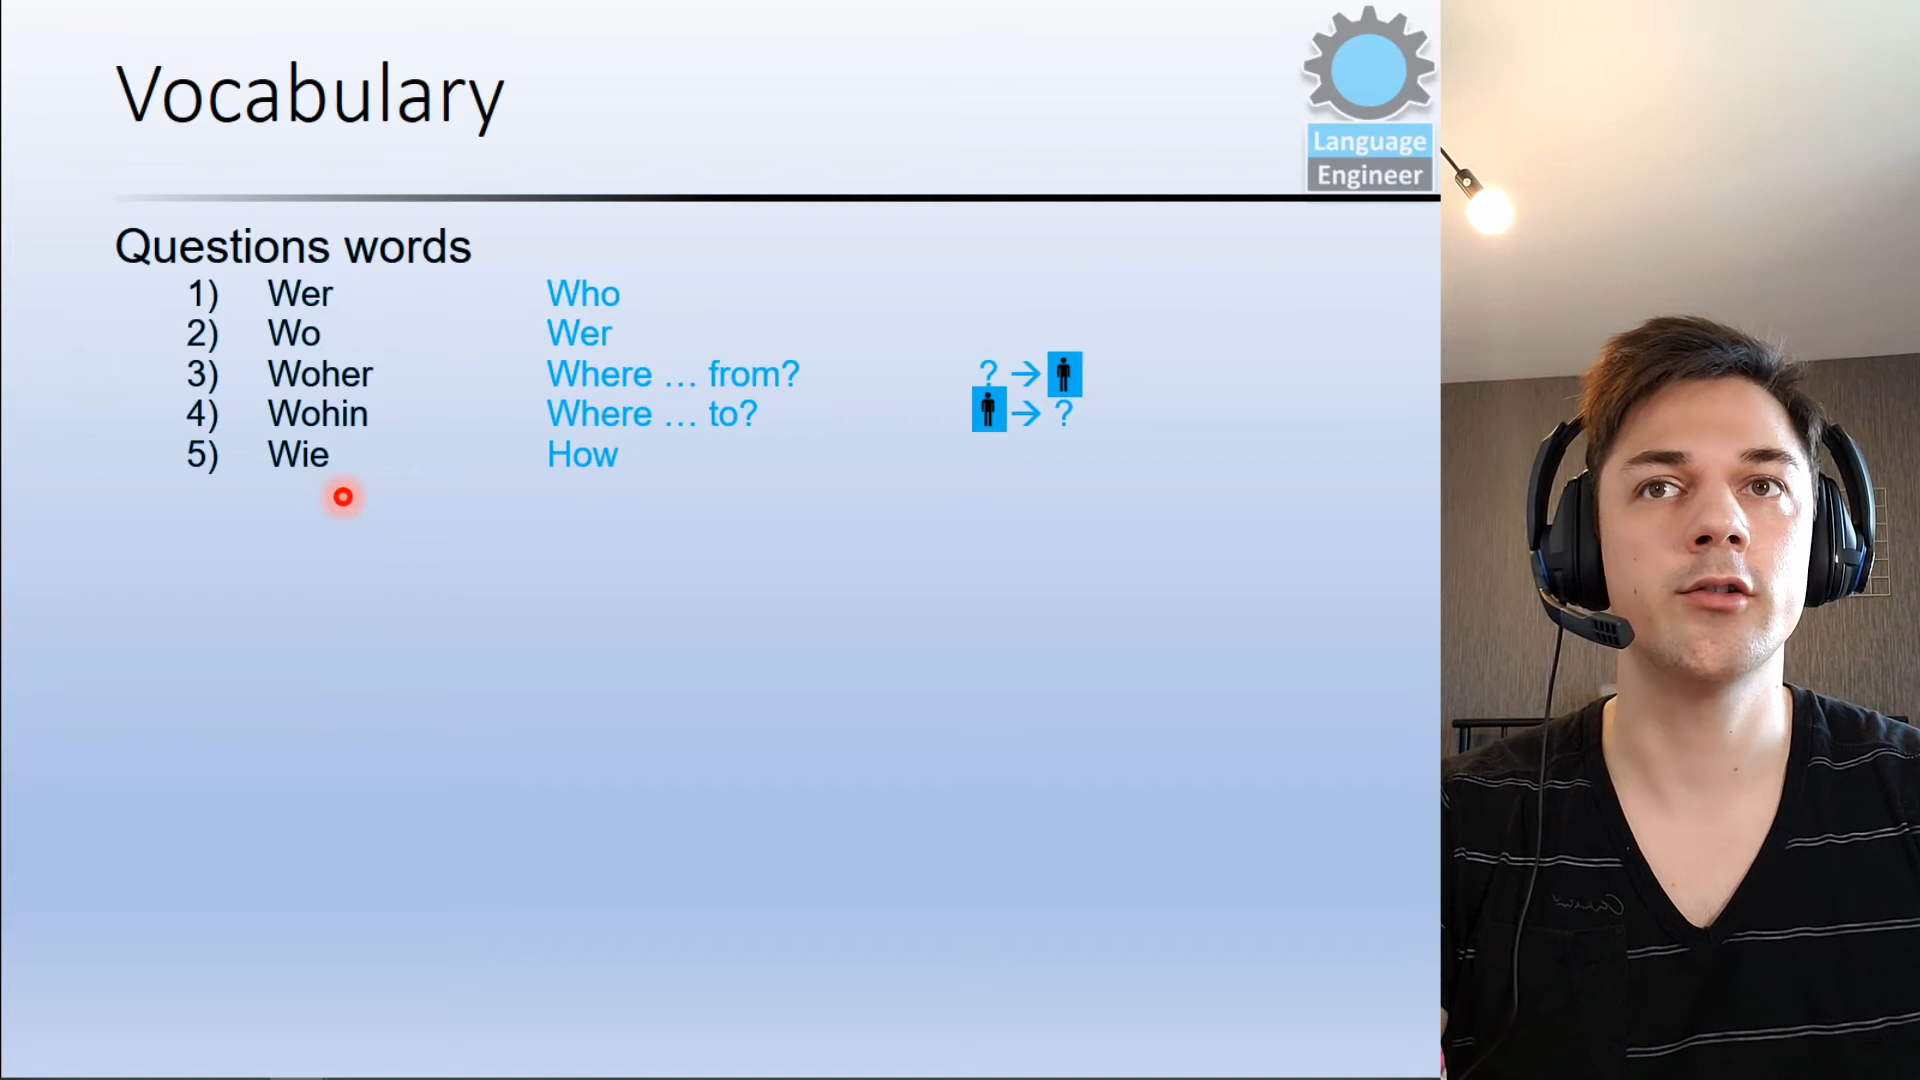 Vocabulary
Language
Engineer
Questions words
1) Wer Who
2) Wo Wer
3) Woher Where … from? ? →
4) Wohin Where … to? → ?
5) Wie How